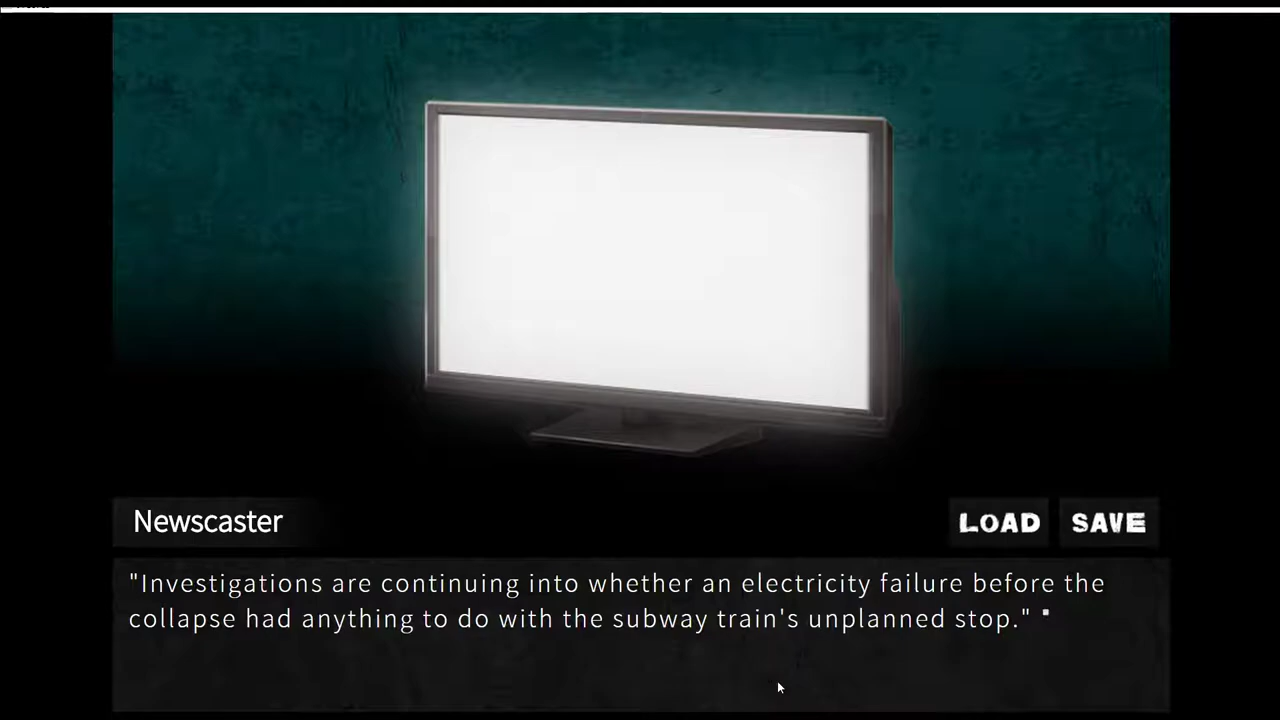 Newscaster
LOAD SAVE
"Investigations are continuing into whether an electricity failure before the
collapse had anything to do with the subway train's unplanned stop."